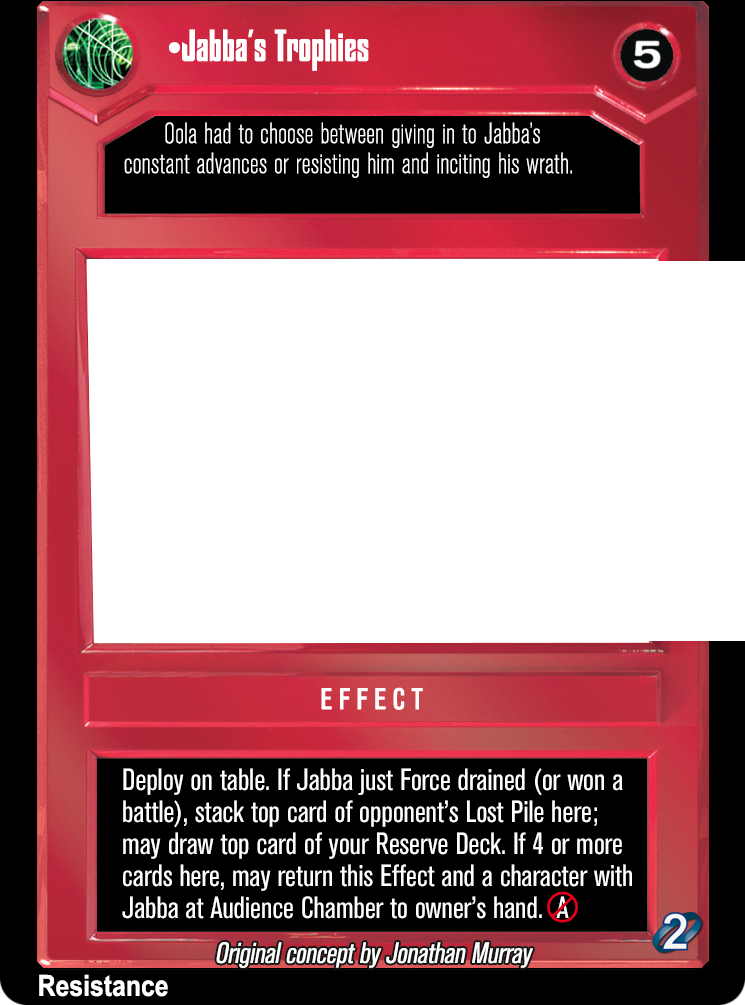 •Jabba's Trophies
5
Oola had to choose between giving in to Jabba's
constant advances or resisting him and inciting his wrath.
EFFECT
Deploy on table. If Jabba just Force drained (or won a
battle), stack top card of opponent's Lost Pile here;
may draw top card of your Reserve Deck. If 4 or more
cards here, may return this Effect and a character with
Jabba at Audience Chamber to owner's hand. A
2
Original concept by Jonathan Murray
Resistance